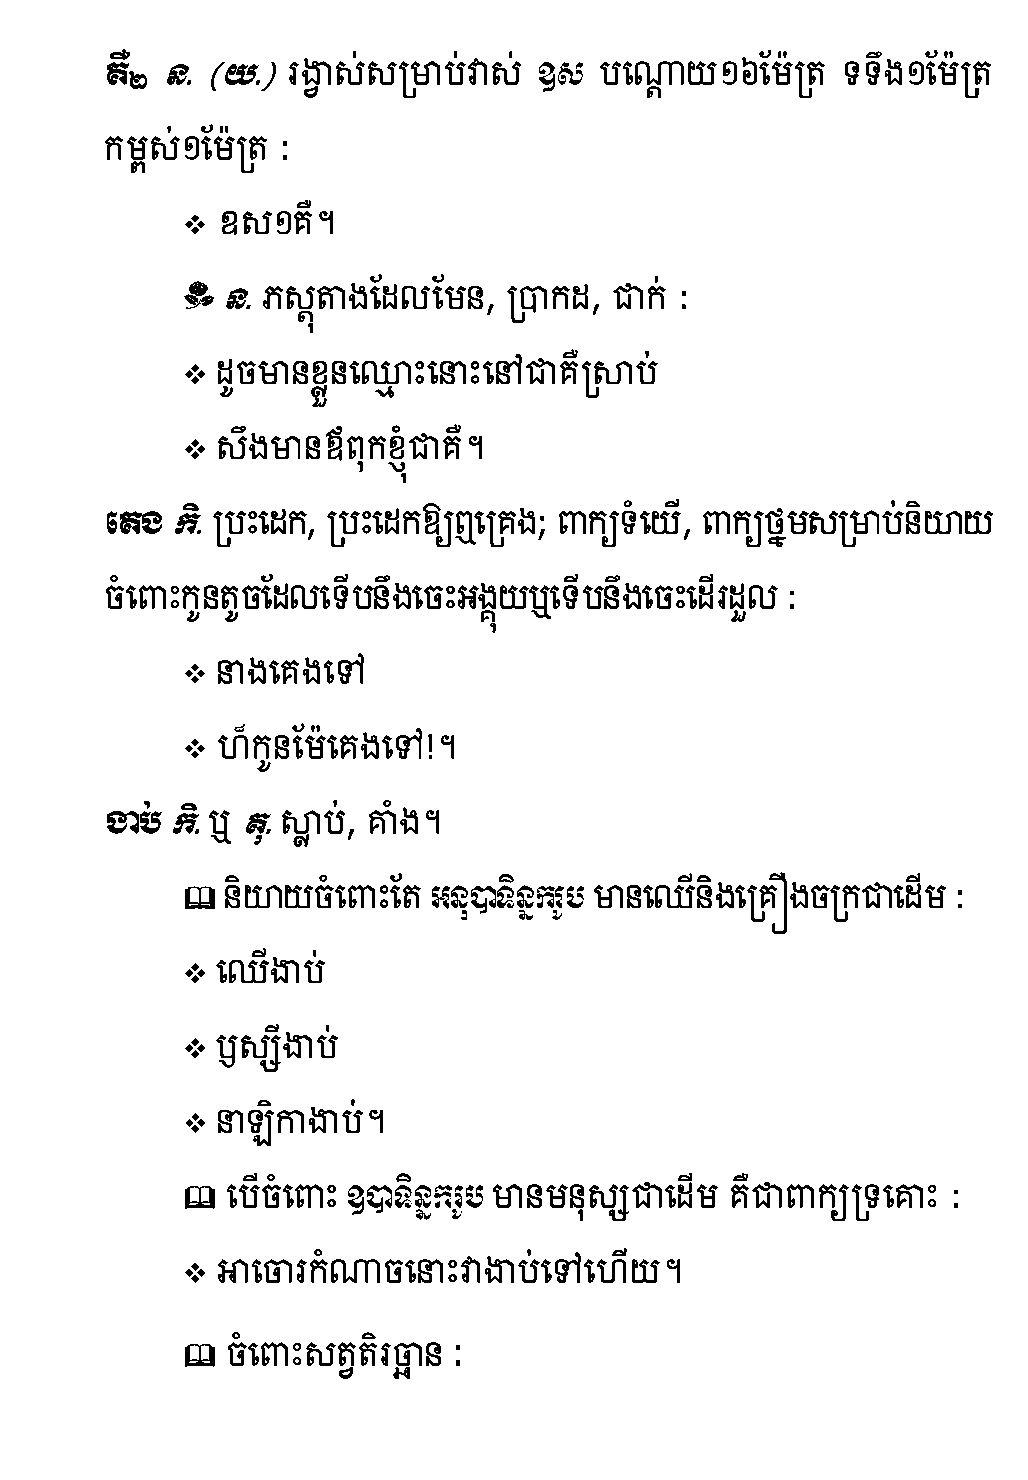 គឺ២ ន. (យ.) រង្វាស់សម្រាប់វាស់ ឧស បណ្ដោយ១៦ម៉ែត្រ ទទឹង១ម៉ែត្រ
កម្ពស់១ម៉ែត្រ :
❖ ឧស១គឺ។
ន. ភស្តុតាងដែលមែន, ប្រាកដ, ជាក់ :
❖ ដូចមានខ្លួនឈ្មោះនោះនៅជាគឺស្រាប់
❖ សឹងមានឪពុកខ្ញុំជាគឺ។
គេង កិ. ប្រះដេក, ប្រះដេកឱ្យឮគ្រេង; ពាក្យទំយើ, ពាក្យថ្នមសម្រាប់និយាយ
ចំពោះកូនតូចដែលទើបនឹងចេះអង្គុយឬទើបនឹងចេះដើរដួល :
❖ នាងគេងទៅ
❖ ហ៏កូនម៉ែគេងទៅ!។
ងាប់ កិ. ឬ គុ. ស្លាប់, គាំង។
🕮 និយាយចំពោះតែ អនុបាទិន្នករូប មានឈើនិងគ្រឿងចក្រជាដើម :
❖ ឈើងាប់
❖ ឫស្សីងាប់
❖ នាឡិកាងាប់។
🕮 បើចំពោះ ឧបាទិន្នករូប មានមនុស្សជាដើម គឺជាពាក្យទ្រគោះ :
❖ អាចោរកំណាចនោះវាងាប់ទៅហើយ។
🕮 ចំពោះសត្វតិរច្ឆាន :